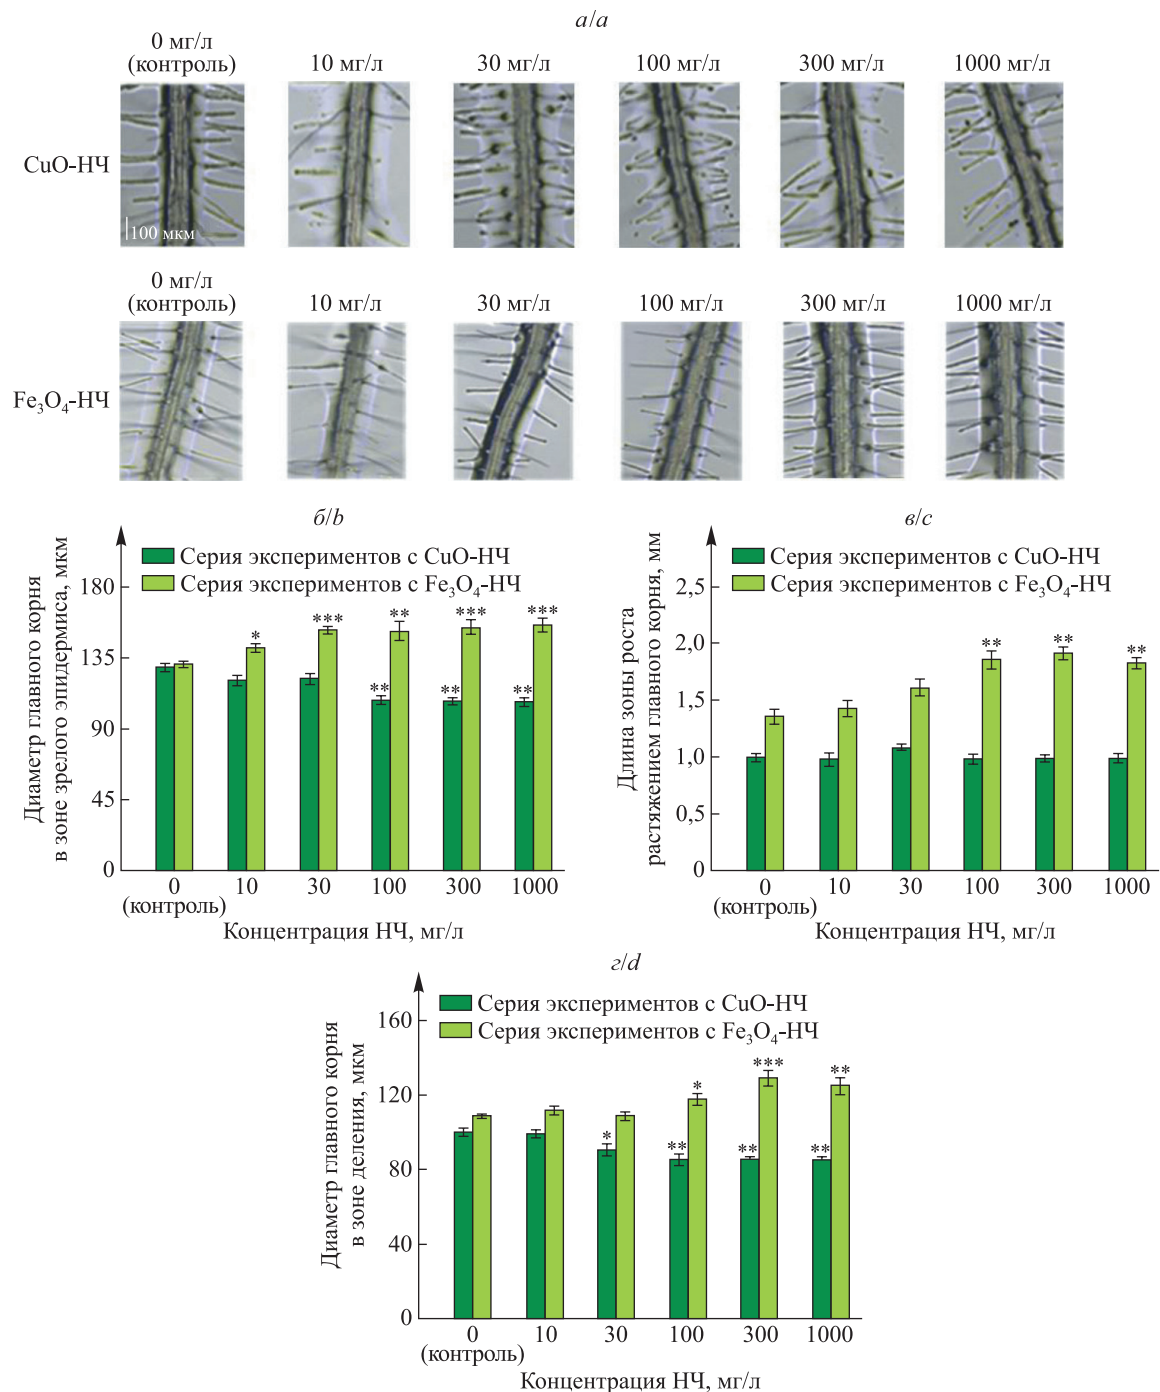 а/a
0 мг/л
(контроль)
10 мг/л
30 мг/л
100 мг/л
300 мг/л
1000 мг/л
CuO-НЧ
100 мкм
0 мг/л
(контроль)
10 мг/л
30 мг/л
100 мг/л
300 мг/л
1000 мг/л
Fe₃O₄-НЧ
б/b
Диаметр главного корня
в зоне зрелого эпидермиса, мкм
Серия экспериментов с CuO-НЧ
Серия экспериментов с Fe₃O₄-НЧ
180
135
90
45
0
* *** ** *** ***
** ** **
0
(контроль)
10
30
100
300
1000
Концентрация НЧ, мг/л
в/c
Длина зоны роста
растяжением главного корня, мм
Серия экспериментов с CuO-НЧ
Серия экспериментов с Fe₃O₄-НЧ
2,5
2,0
1,5
1,0
0,5
0
** ** **
0
(контроль)
10
30
100
300
1000
Концентрация НЧ, мг/л
г/d
Диаметр главного корня
в зоне деления, мкм
Серия экспериментов с CuO-НЧ
Серия экспериментов с Fe₃O₄-НЧ
160
120
80
40
0
* *** **
* ** ** **
0
(контроль)
10
30
100
300
1000
Концентрация НЧ, мг/л